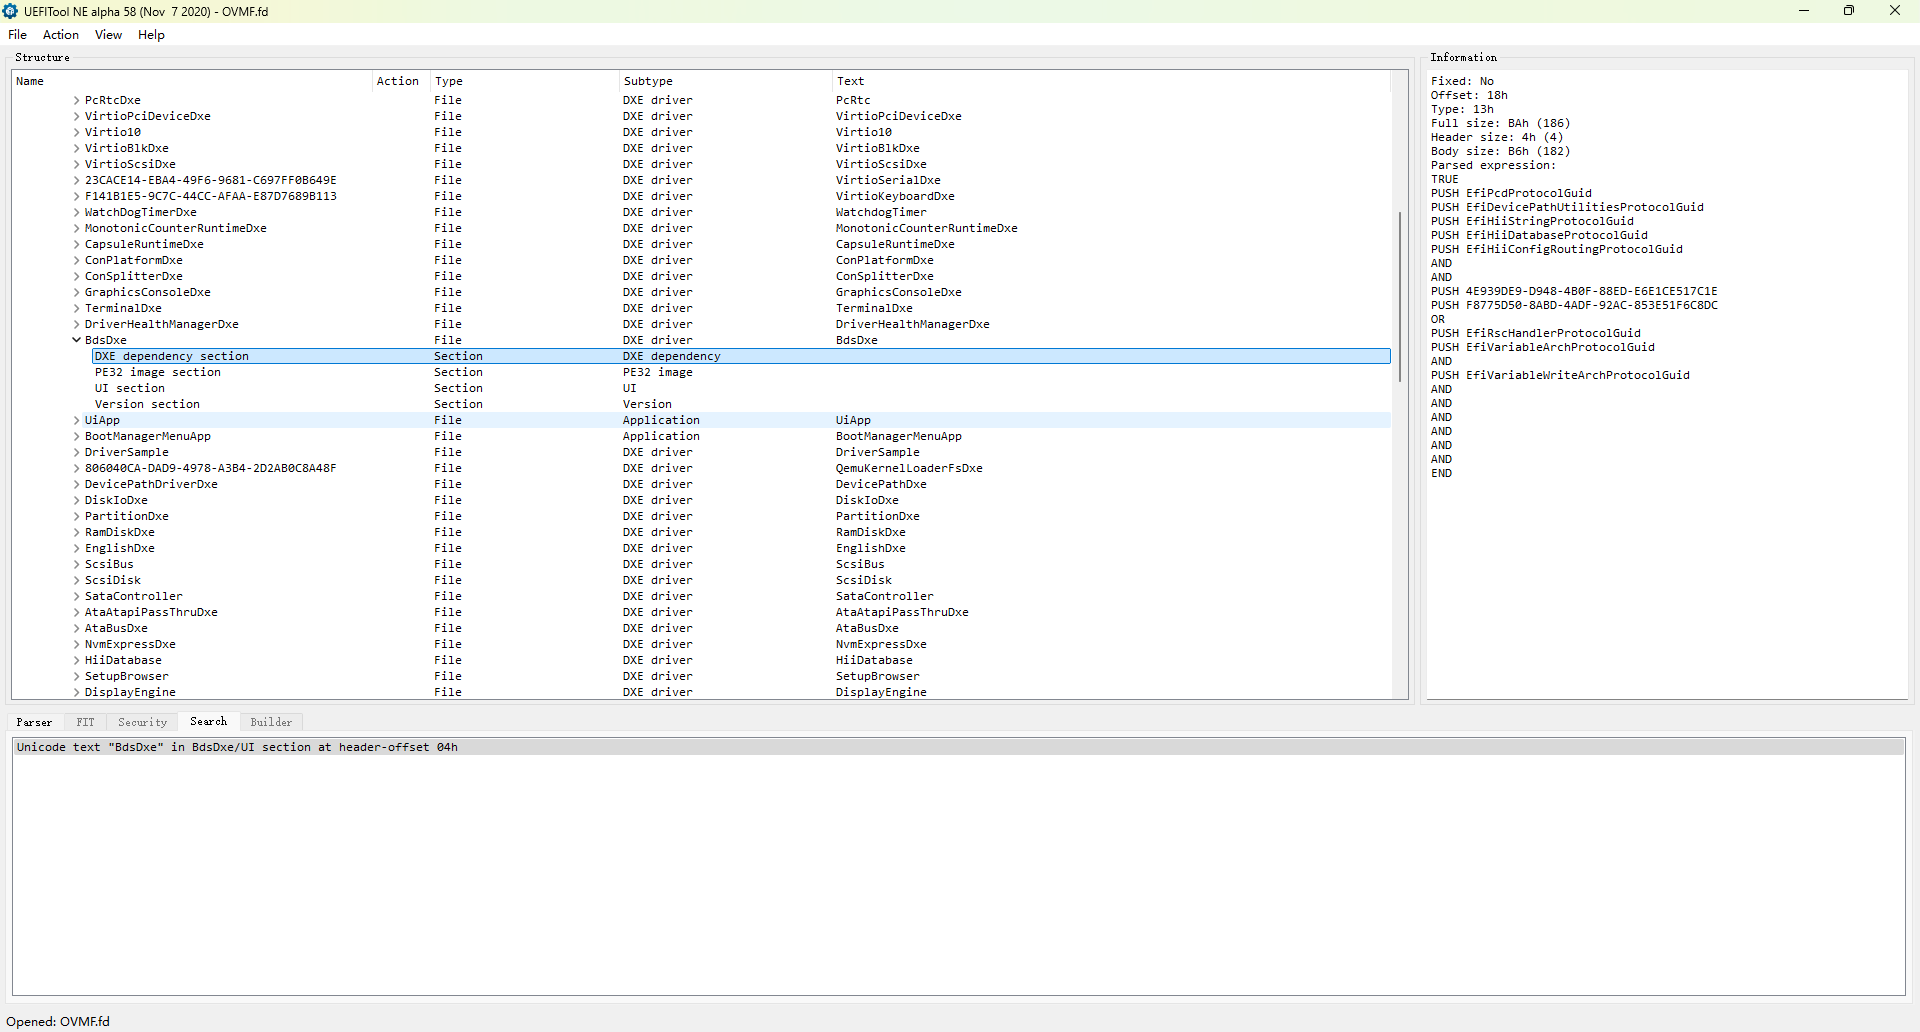 UEFITool NE alpha 58 (Nov  7 2020) - OVMF.fd
File Action View Help
Structure
Name Action Type Subtype Text
PcRtcDxe File DXE driver PcRtc
VirtioPciDeviceDxe File DXE driver VirtioPciDeviceDxe
Virtio10 File DXE driver Virtio10
VirtioBlkDxe File DXE driver VirtioBlkDxe
VirtioScsiDxe File DXE driver VirtioScsiDxe
23CACE14-EBA4-49F6-9681-C697FF0B649E File DXE driver VirtioSerialDxe
F141B1E5-9C7C-44CC-AFAA-E87D7689B113 File DXE driver VirtioKeyboardDxe
WatchDogTimerDxe File DXE driver WatchdogTimer
MonotonicCounterRuntimeDxe File DXE driver MonotonicCounterRuntimeDxe
CapsuleRuntimeDxe File DXE driver CapsuleRuntimeDxe
ConPlatformDxe File DXE driver ConPlatformDxe
ConSplitterDxe File DXE driver ConSplitterDxe
GraphicsConsoleDxe File DXE driver GraphicsConsoleDxe
TerminalDxe File DXE driver TerminalDxe
DriverHealthManagerDxe File DXE driver DriverHealthManagerDxe
BdsDxe File DXE driver BdsDxe
DXE dependency section Section DXE dependency
PE32 image section Section PE32 image
UI section Section UI
Version section Section Version
UiApp File Application UiApp
BootManagerMenuApp File Application BootManagerMenuApp
DriverSample File DXE driver DriverSample
806040CA-DAD9-4978-A3B4-2D2AB0C8A48F File DXE driver QemuKernelLoaderFsDxe
DevicePathDriverDxe File DXE driver DevicePathDxe
DiskIoDxe File DXE driver DiskIoDxe
PartitionDxe File DXE driver PartitionDxe
RamDiskDxe File DXE driver RamDiskDxe
EnglishDxe File DXE driver EnglishDxe
ScsiBus File DXE driver ScsiBus
ScsiDisk File DXE driver ScsiDisk
SataController File DXE driver SataController
AtaAtapiPassThruDxe File DXE driver AtaAtapiPassThruDxe
AtaBusDxe File DXE driver AtaBusDxe
NvmExpressDxe File DXE driver NvmExpressDxe
HiiDatabase File DXE driver HiiDatabase
SetupBrowser File DXE driver SetupBrowser
DisplayEngine File DXE driver DisplayEngine
Information
Fixed: No
Offset: 18h
Type: 13h
Full size: BAh (186)
Header size: 4h (4)
Body size: B6h (182)
Parsed expression:
TRUE
PUSH EfiPcdProtocolGuid
PUSH EfiDevicePathUtilitiesProtocolGuid
PUSH EfiHiiStringProtocolGuid
PUSH EfiHiiDatabaseProtocolGuid
PUSH EfiHiiConfigRoutingProtocolGuid
AND
AND
PUSH 4E939DE9-D948-4B0F-88ED-E6E1CE517C1E
PUSH F8775D50-8ABD-4ADF-92AC-853E51F6C8DC
OR
PUSH EfiRscHandlerProtocolGuid
PUSH EfiVariableArchProtocolGuid
AND
PUSH EfiVariableWriteArchProtocolGuid
AND
AND
AND
AND
AND
AND
END
Parser FIT Security Search Builder
Unicode text "BdsDxe" in BdsDxe/UI section at header-offset 04h
Opened: OVMF.fd